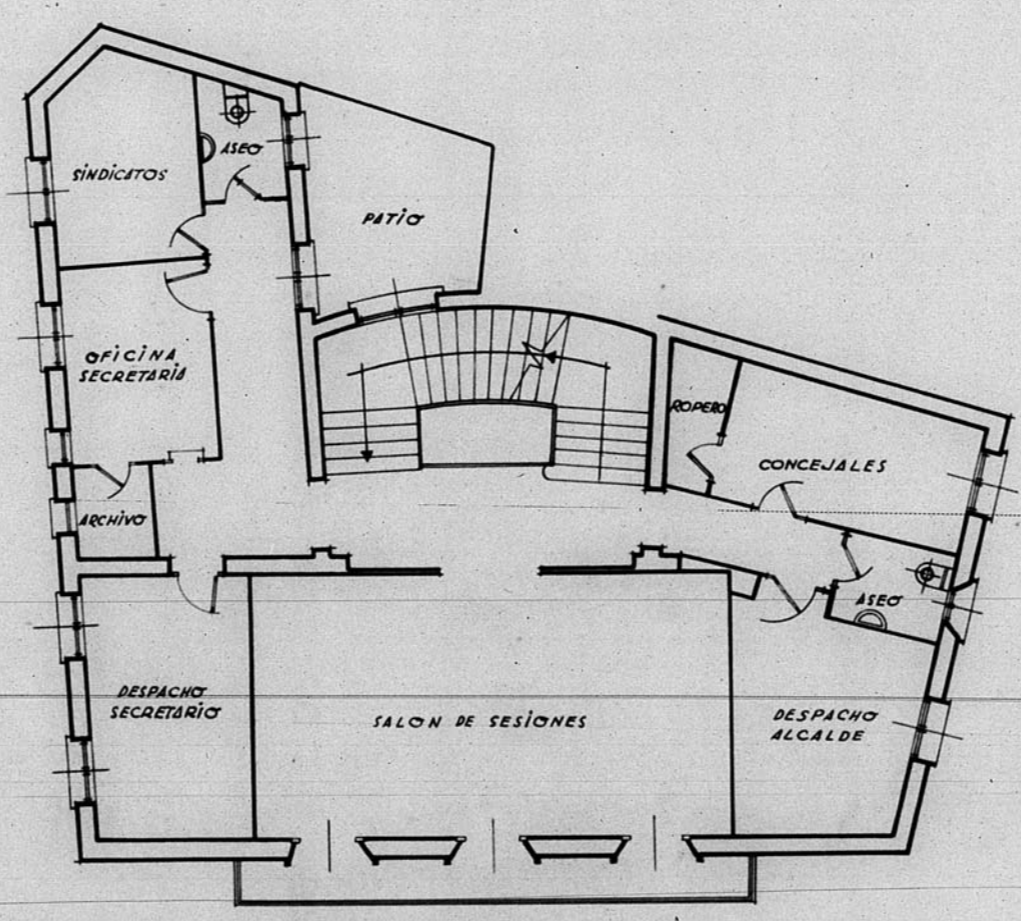 SINDICATOS
ASEO
PATIO
OFICINA
SECRETARIA
ROPERO
CONCEJALES
ARCHIVO
ASEO
DESPACHO
SECRETARIO
SALON DE SESIONES
DESPACHO
ALCALDE